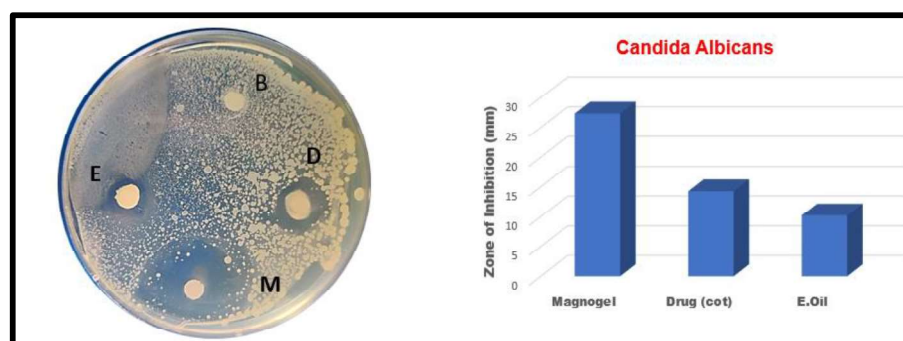 B
D
E
M
Candida Albicans
Zone of Inhibition (mm)
30
25
20
15
10
5
0
Magnogel
Drug (cot)
E.Oil